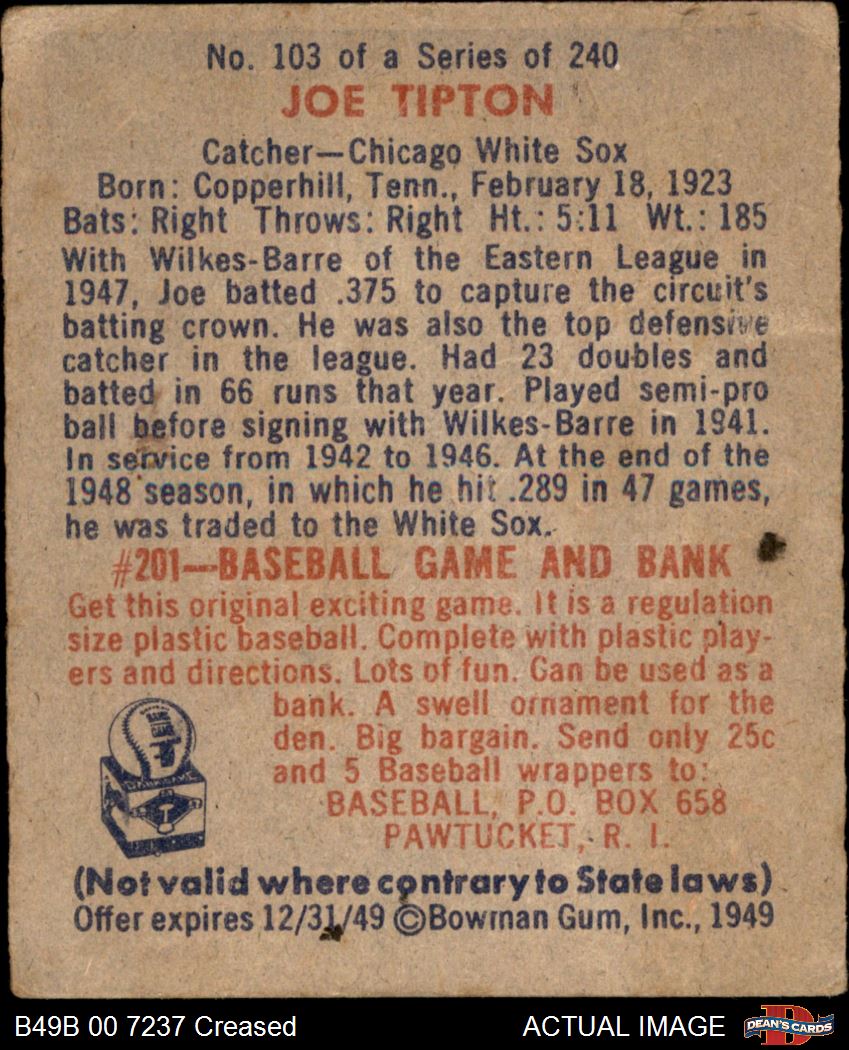 No. 103 of a Series of 240
JOE TIPTON
Catcher—Chicago White Sox
Born: Copperhill, Tenn., February 18, 1923
Bats: Right Throws: Right Ht.: 5:11 Wt.: 185
With Wilkes-Barre of the Eastern League in
1947, Joe batted .375 to capture the circuit's
batting crown. He was also the top defensive
catcher in the league. Had 23 doubles and
batted in 66 runs that year. Played semi-pro
ball before signing with Wilkes-Barre in 1941.
In service from 1942 to 1946. At the end of the
1948 season, in which he hit .289 in 47 games,
he was traded to the White Sox.
#201—BASEBALL GAME AND BANK
Get this original exciting game. It is a regulation
size plastic baseball. Complete with plastic play-
ers and directions. Lots of fun. Can be used as a
bank. A swell ornament for the
den. Big bargain. Send only 25c
and 5 Baseball wrappers to:
BASEBALL, P.O. BOX 658
PAWTUCKET, R. I.
(Not valid where contrary to State laws)
Offer expires 12/31/49 ©Bowman Gum, Inc., 1949
B49B 00 7237 Creased
ACTUAL IMAGE
D
DEAN'S CARDS